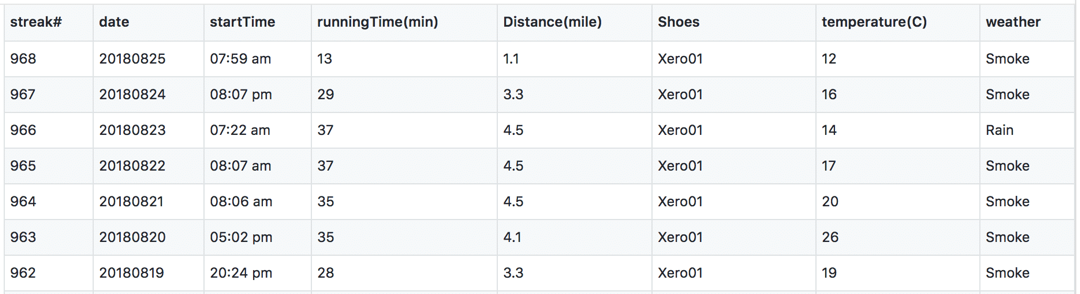 streak# date startTime runningTime(min) Distance(mile) Shoes temperature(C) weather
968 20180825 07:59 am 13 1.1 Xero01 12 Smoke
967 20180824 08:07 pm 29 3.3 Xero01 16 Smoke
966 20180823 07:22 am 37 4.5 Xero01 14 Rain
965 20180822 08:07 am 37 4.5 Xero01 17 Smoke
964 20180821 08:06 am 35 4.5 Xero01 20 Smoke
963 20180820 05:02 pm 35 4.1 Xero01 26 Smoke
962 20180819 20:24 pm 28 3.3 Xero01 19 Smoke